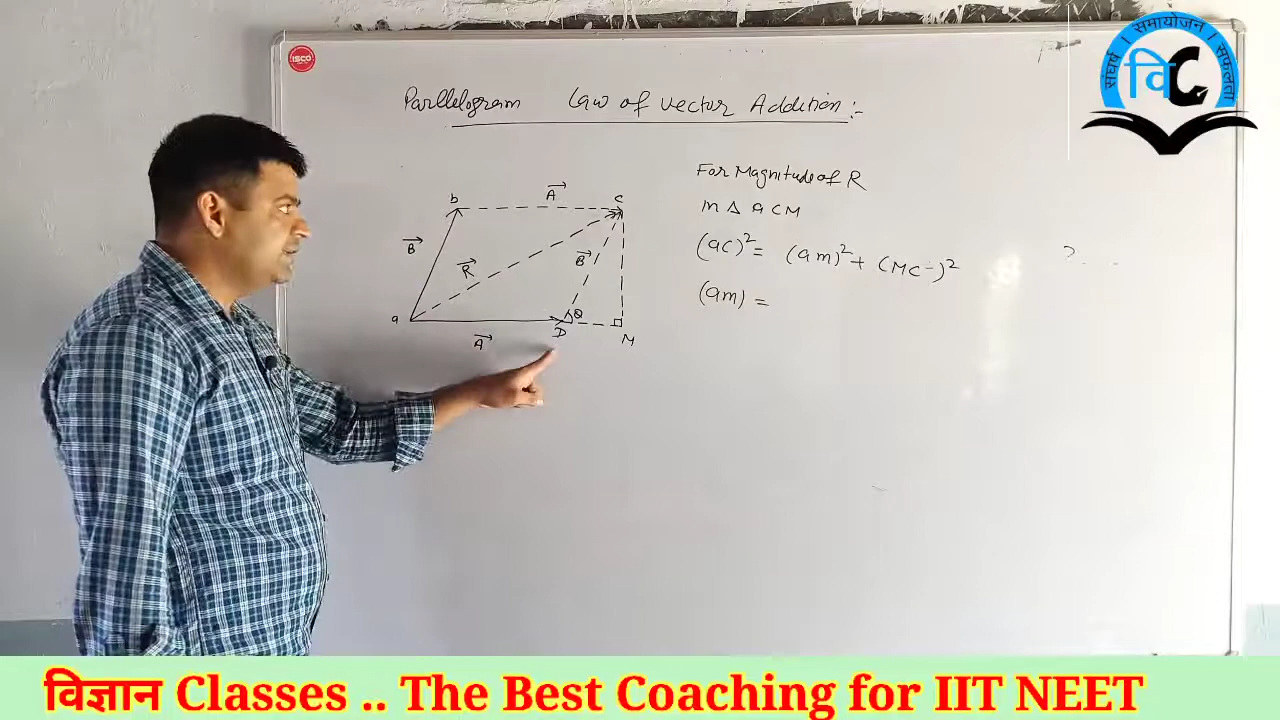 ISCO
संघर्ष । समायोजन । सफलता
वि C
Parllelogram Law of vector Addition :-
For Magnitude of R
b A c
In Δ aCM
B
(ac)² = (am)² + (MC)²
R B
(am) =
a θ
A D M
विज्ञान Classes .. The Best Coaching for IIT NEET